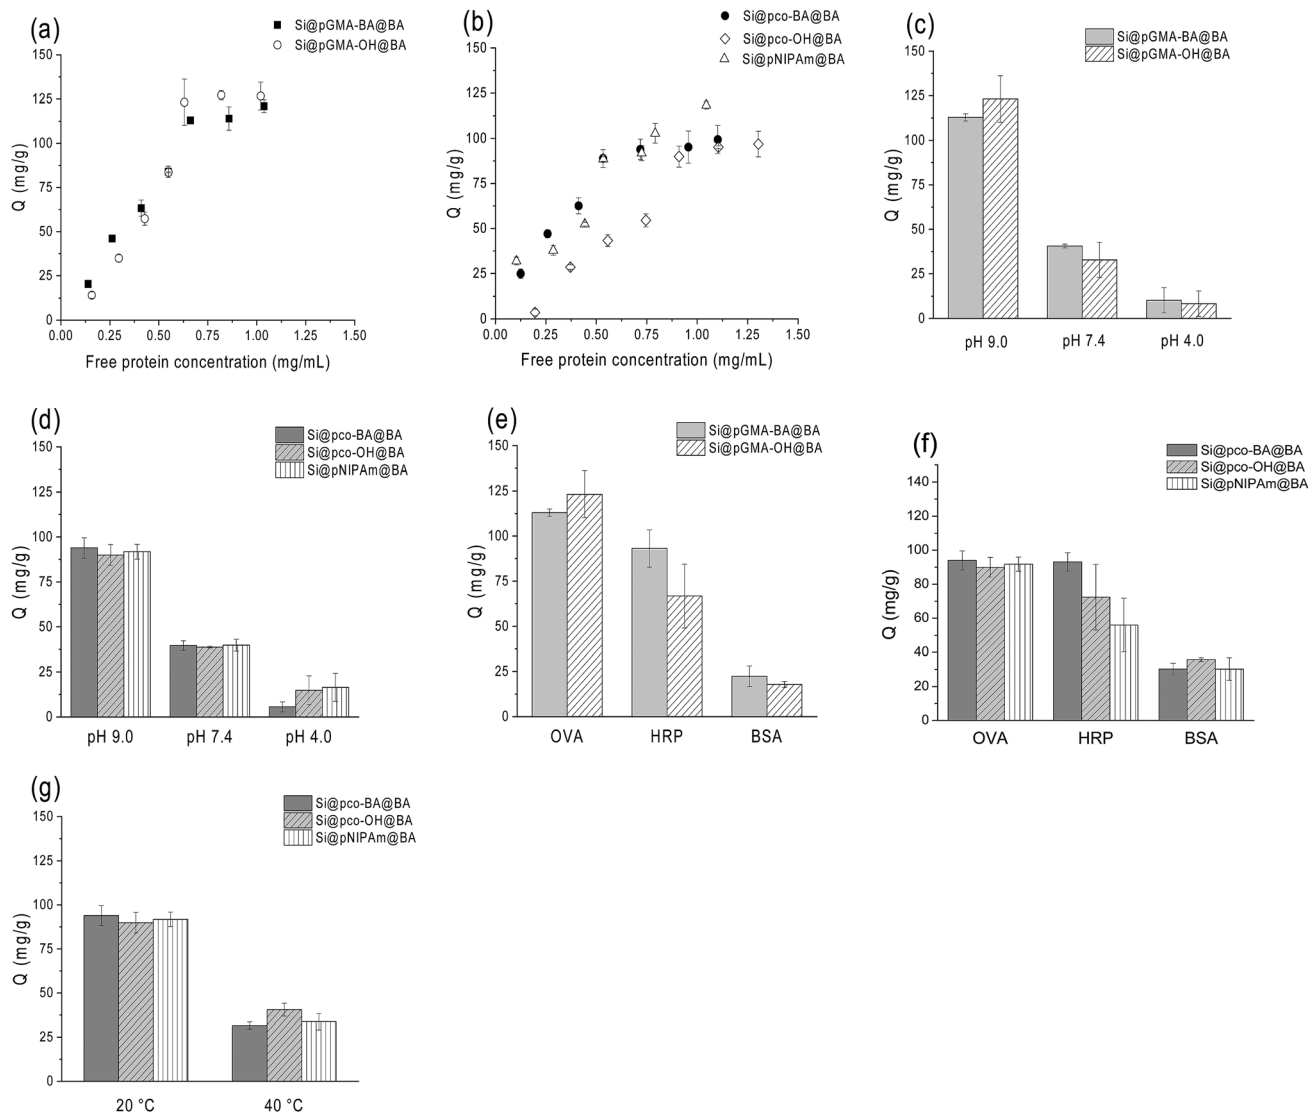 (a)
Si@pGMA-BA@BA
Si@pGMA-OH@BA
150
125
100
75
50
25
0
Q (mg/g)
0.00 0.25 0.50 0.75 1.00 1.25 1.50
Free protein concentration (mg/mL)
(b)
Si@pco-BA@BA
Si@pco-OH@BA
Si@pNIPAm@BA
150
125
100
75
50
25
0
Q (mg/g)
0.00 0.25 0.50 0.75 1.00 1.25 1.50
Free protein concentration (mg/mL)
(c)
Si@pGMA-BA@BA
Si@pGMA-OH@BA
150
125
100
75
50
25
0
Q (mg/g)
pH 9.0 pH 7.4 pH 4.0
(d)
Si@pco-BA@BA
Si@pco-OH@BA
Si@pNIPAm@BA
150
125
100
75
50
25
0
Q (mg/g)
pH 9.0 pH 7.4 pH 4.0
(e)
Si@pGMA-BA@BA
Si@pGMA-OH@BA
150
125
100
75
50
25
0
Q (mg/g)
OVA HRP BSA
(f)
Si@pco-BA@BA
Si@pco-OH@BA
Si@pNIPAm@BA
140
120
100
80
60
40
20
0
Q (mg/g)
OVA HRP BSA
(g)
Si@pco-BA@BA
Si@pco-OH@BA
Si@pNIPAm@BA
150
125
100
75
50
25
0
Q (mg/g)
20 °C 40 °C